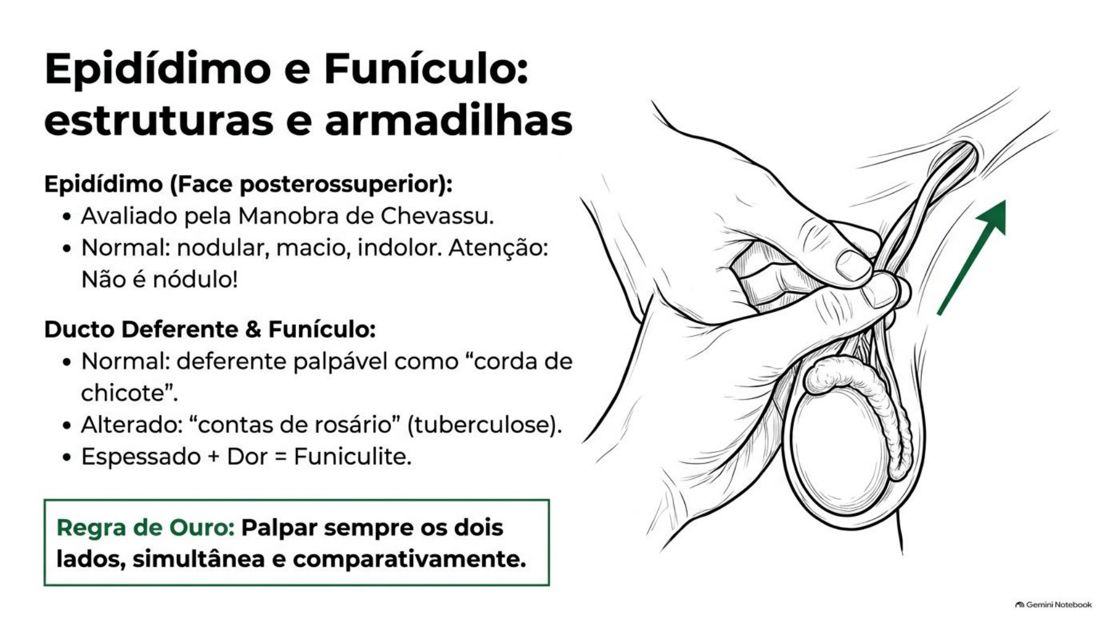 Epidídimo e Funículo:
estruturas e armadilhas
Epidídimo (Face posterossuperior):
• Avaliado pela Manobra de Chevassu.
• Normal: nodular, macio, indolor. Atenção:
Não é nódulo!
Ducto Deferente & Funículo:
• Normal: deferente palpável como “corda de
chicote”.
• Alterado: “contas de rosário” (tuberculose).
• Espessado + Dor = Funiculite.
Regra de Ouro: Palpar sempre os dois
lados, simultânea e comparativamente.
Gemini Notebook